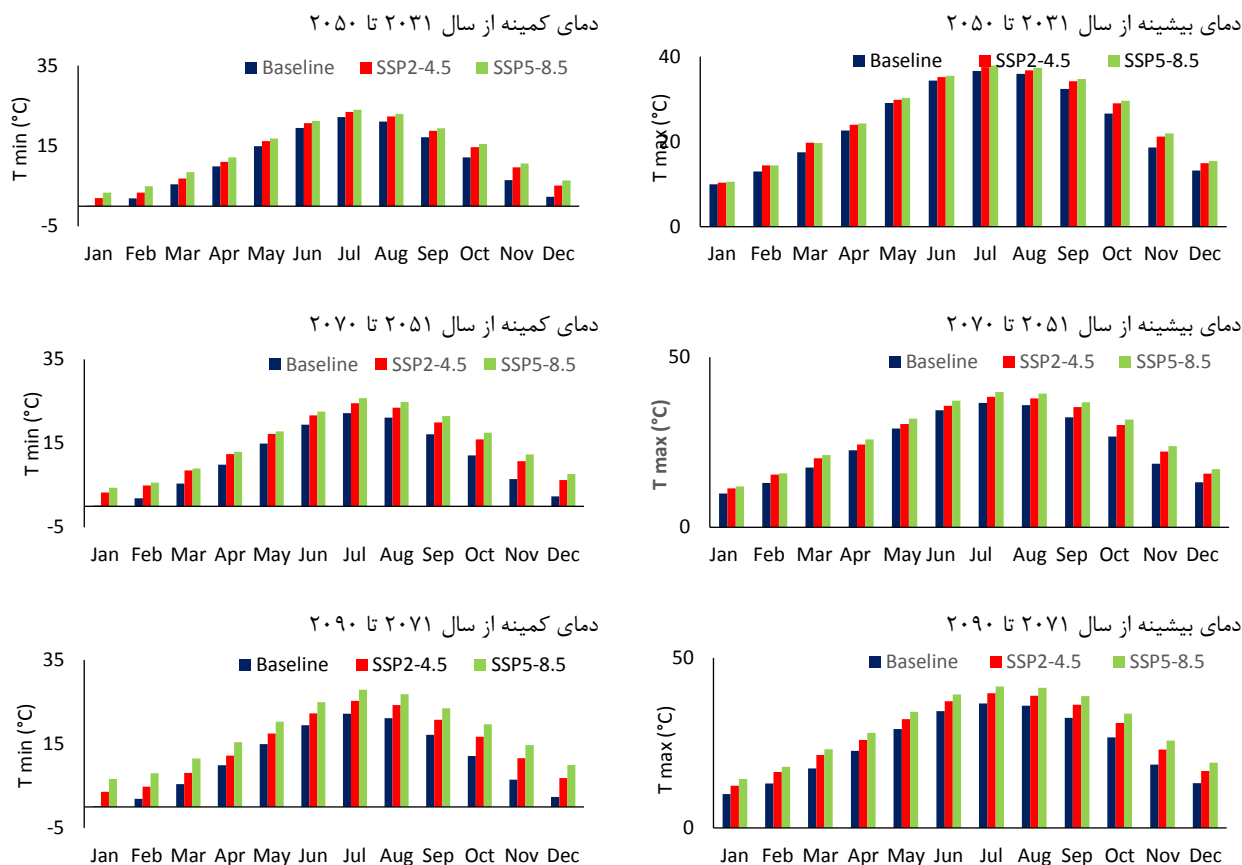 دمای کمینه از سال ۲۰۳۱ تا ۲۰۵۰
Baseline SSP2-4.5 SSP5-8.5
T min (°C)
35
15
-5
Jan Feb Mar Apr May Jun Jul Aug Sep Oct Nov Dec
دمای بیشینه از سال ۲۰۳۱ تا ۲۰۵۰
Baseline SSP2-4.5 SSP5-8.5
T max (°C)
40
20
0
Jan Feb Mar Apr May Jun Jul Aug Sep Oct Nov Dec
دمای کمینه از سال ۲۰۵۱ تا ۲۰۷۰
Baseline SSP2-4.5 SSP5-8.5
T min (°C)
35
15
-5
Jan Feb Mar Apr May Jun Jul Aug Sep Oct Nov Dec
دمای بیشینه از سال ۲۰۵۱ تا ۲۰۷۰
Baseline SSP2-4.5 SSP5-8.5
T max (°C)
50
0
Jan Feb Mar Apr May Jun Jul Aug Sep Oct Nov Dec
دمای کمینه از سال ۲۰۷۱ تا ۲۰۹۰
Baseline SSP2-4.5 SSP5-8.5
T min (°C)
35
15
-5
Jan Feb Mar Apr May Jun Jul Aug Sep Oct Nov Dec
دمای بیشینه از سال ۲۰۷۱ تا ۲۰۹۰
Baseline SSP2-4.5 SSP5-8.5
T max (°C)
50
0
Jan Feb Mar Apr May Jun Jul Aug Sep Oct Nov Dec